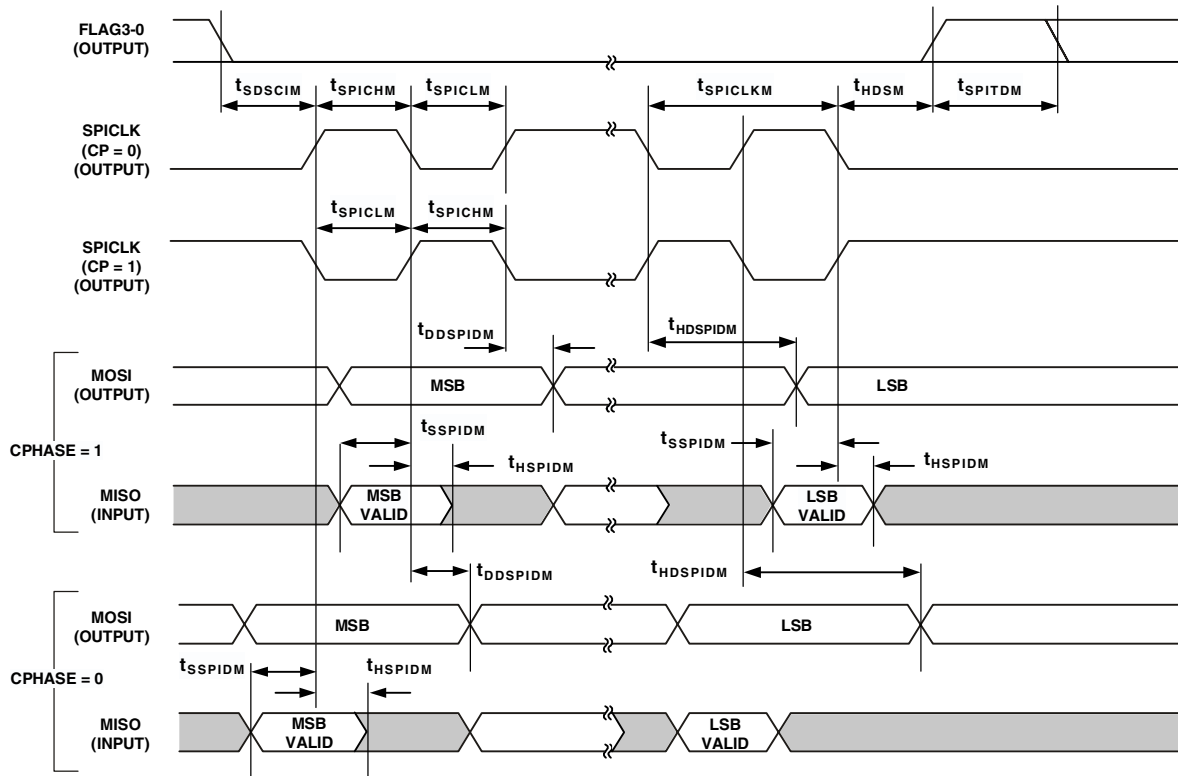 FLAG3-0
(OUTPUT)
tSDSCIM tSPICHM tSPICLM tSPICLKM tHDSM tSPITDM
SPICLK
(CP = 0)
(OUTPUT)
tSPICLM tSPICHM
SPICLK
(CP = 1)
(OUTPUT)
tDDSPIDM tHDSPIDM
CPHASE = 1
MOSI
(OUTPUT)
MSB LSB
tSSPIDM tHSPIDM tSSPIDM tHSPIDM
MISO
(INPUT)
MSB
VALID
LSB
VALID
tDDSPIDM tHDSPIDM
CPHASE = 0
MOSI
(OUTPUT)
MSB LSB
tSSPIDM tHSPIDM
MISO
(INPUT)
MSB
VALID
LSB
VALID